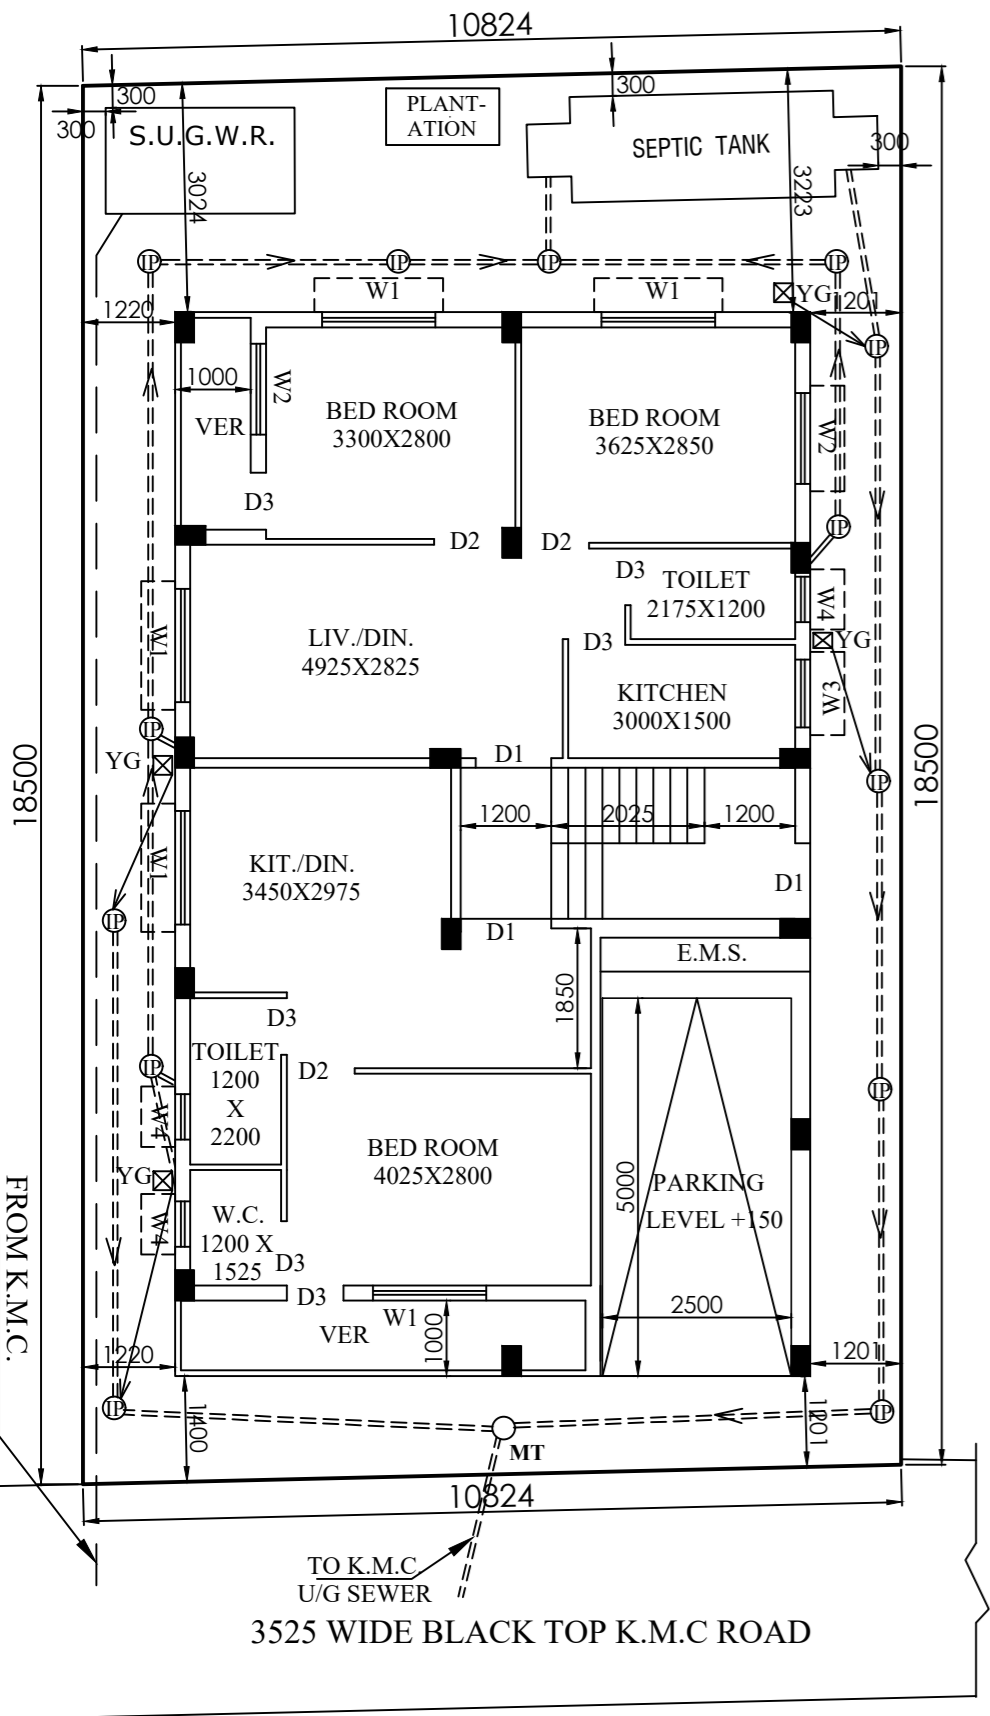 10824
300
300
300
S.U.G.W.R.
PLANT-
ATION
SEPTIC TANK
300
3024
3223
IP
IP
IP
IP
W1
W1
YG
1220
1201
IP
1000
W2
VER
BED ROOM
3300X2800
BED ROOM
3625X2850
W2
D3
D2
D2
IP
D3
TOILET
2175X1200
W4
W1
LIV./DIN.
4925X2825
D3
YG
KITCHEN
3000X1500
W3
IP
YG
D1
IP
18500
18500
1200
2025
1200
W1
KIT./DIN.
3450X2975
D1
IP
D1
E.M.S.
1850
D3
TOILET
1200
X
2200
D2
IP
IP
W4
BED ROOM
4025X2800
YG
5000
PARKING
LEVEL +150
W4
W.C.
1200 X
1525
D3
D3
W1
2500
VER
1000
1220
1201
IP
1400
1201
IP
MT
FROM K.M.C.
10824
TO K.M.C.
U/G SEWER
3525 WIDE BLACK TOP K.M.C ROAD